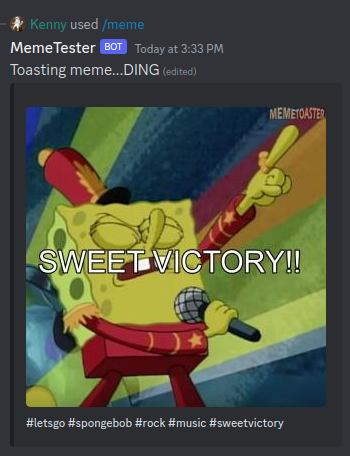 Kenny used /meme
MemeTester BOT Today at 3:33 PM
Toasting meme...DING (edited)
MEMETOASTER
SWEET VICTORY!!
#letsgo #spongebob #rock #music #sweetvictory